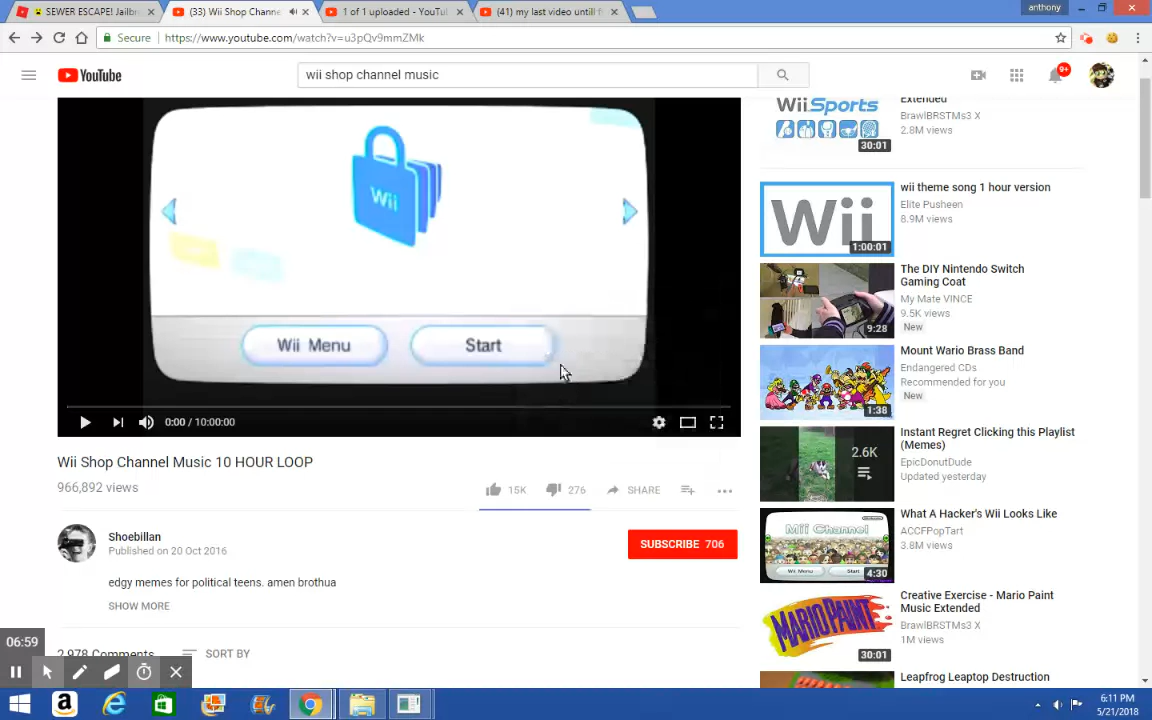 SEWER ESCAPE! Jailbr
(33) Wii Shop Channe
1 of 1 uploaded - YouTu
(41) my last video untill f
anthony
Secure
https://www.youtube.com/watch?v=u3pQv9mmZMk
YouTube
wii shop channel music
9+
Wii
Wii Menu
Start
0:00 / 10:00:00
Wii Shop Channel Music 10 HOUR LOOP
966,892 views
15K
276
SHARE
Shoebillan
Published on 20 Oct 2016
SUBSCRIBE 706
edgy memes for political teens. amen brothua
SHOW MORE
2,978 Comments
SORT BY
Wii Sports
30:01
Extended
BrawlBRSTMs3 X
2.8M views
Wii
1:00:01
wii theme song 1 hour version
Elite Pusheen
8.9M views
9:28
The DIY Nintendo Switch
Gaming Coat
My Mate VINCE
9.5K views
New
1:38
Mount Wario Brass Band
Endangered CDs
Recommended for you
New
2.6K
Instant Regret Clicking this Playlist
(Memes)
EpicDonutDude
Updated yesterday
Mii Channel
Wii Menu
Start
4:30
What A Hacker's Wii Looks Like
ACCFPopTart
3.8M views
MARIO PAINT
30:01
Creative Exercise - Mario Paint
Music Extended
BrawlBRSTMs3 X
1M views
Leapfrog Leaptop Destruction
06:59
6:11 PM
5/21/2018